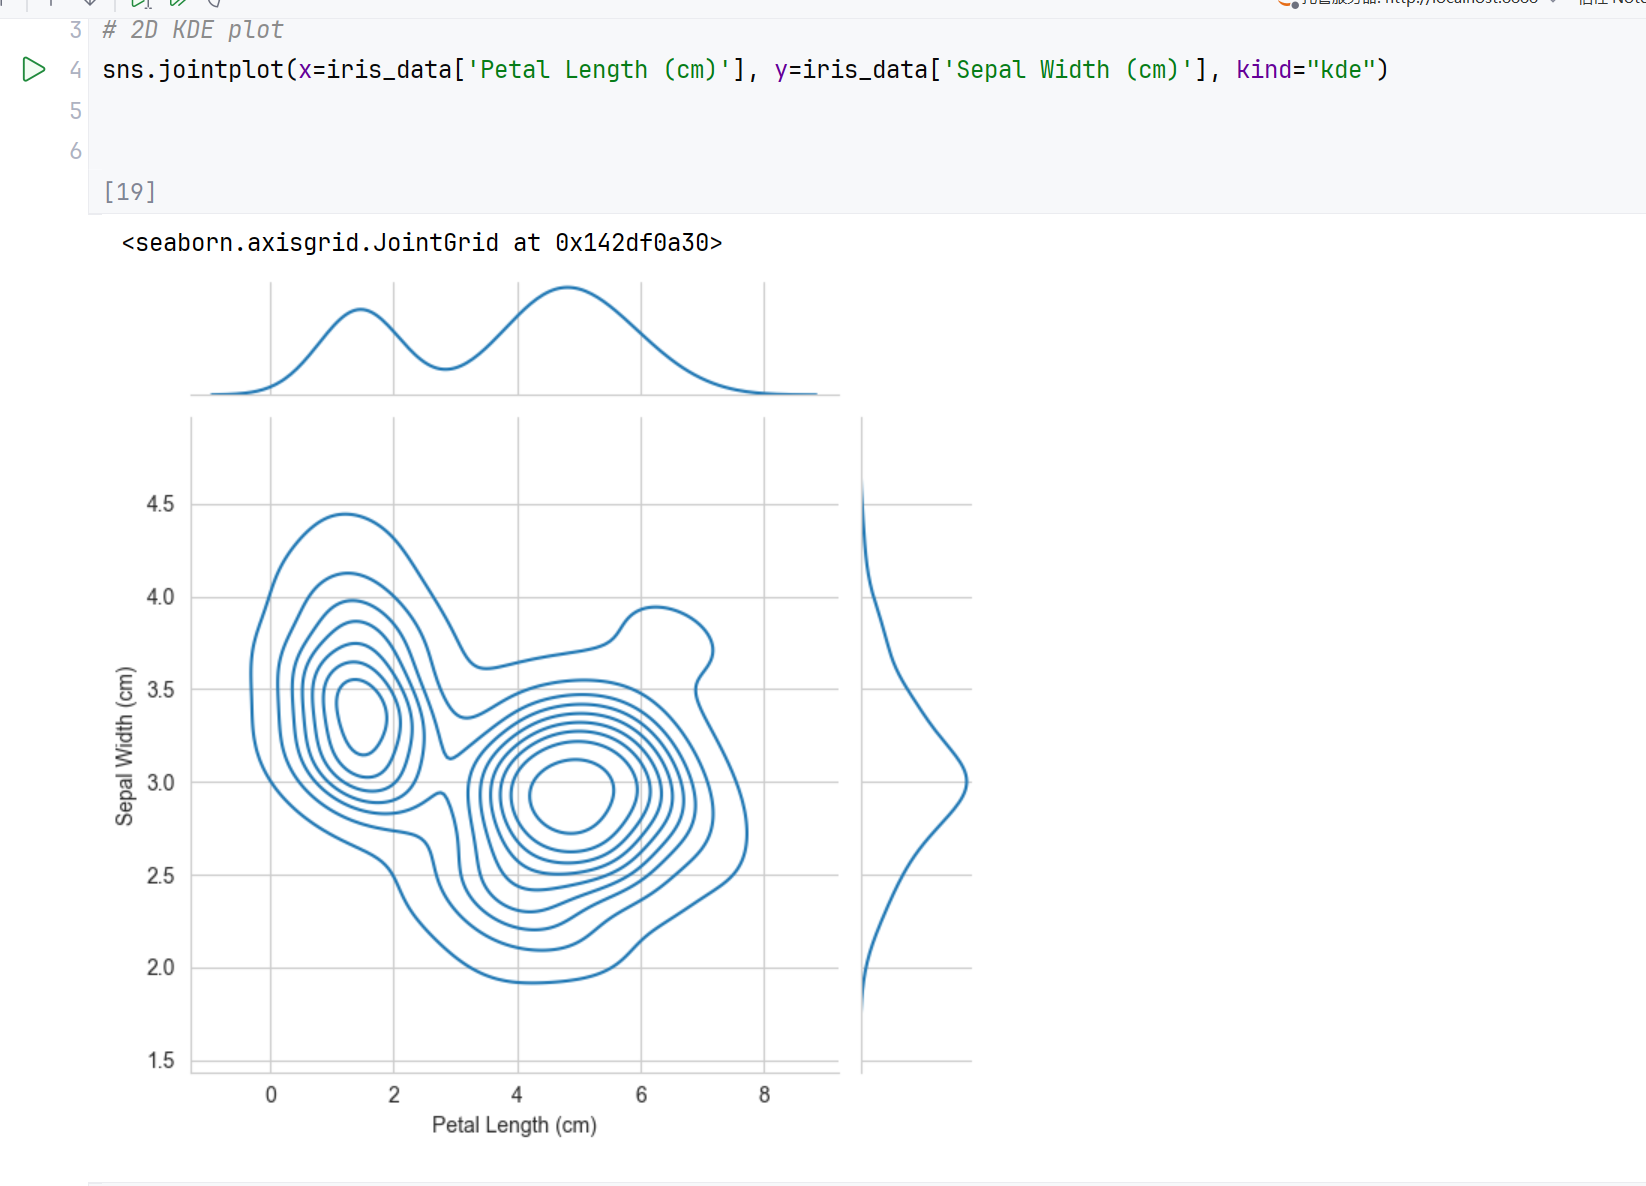 3 # 2D KDE plot
4 sns.jointplot(x=iris_data['Petal Length (cm)'], y=iris_data['Sepal Width (cm)'], kind="kde")
5
6
[19]
<seaborn.axisgrid.JointGrid at 0x142df0a30>
4.5
4.0
3.5
3.0
2.5
2.0
1.5
Sepal Width (cm)
0 2 4 6 8
Petal Length (cm)